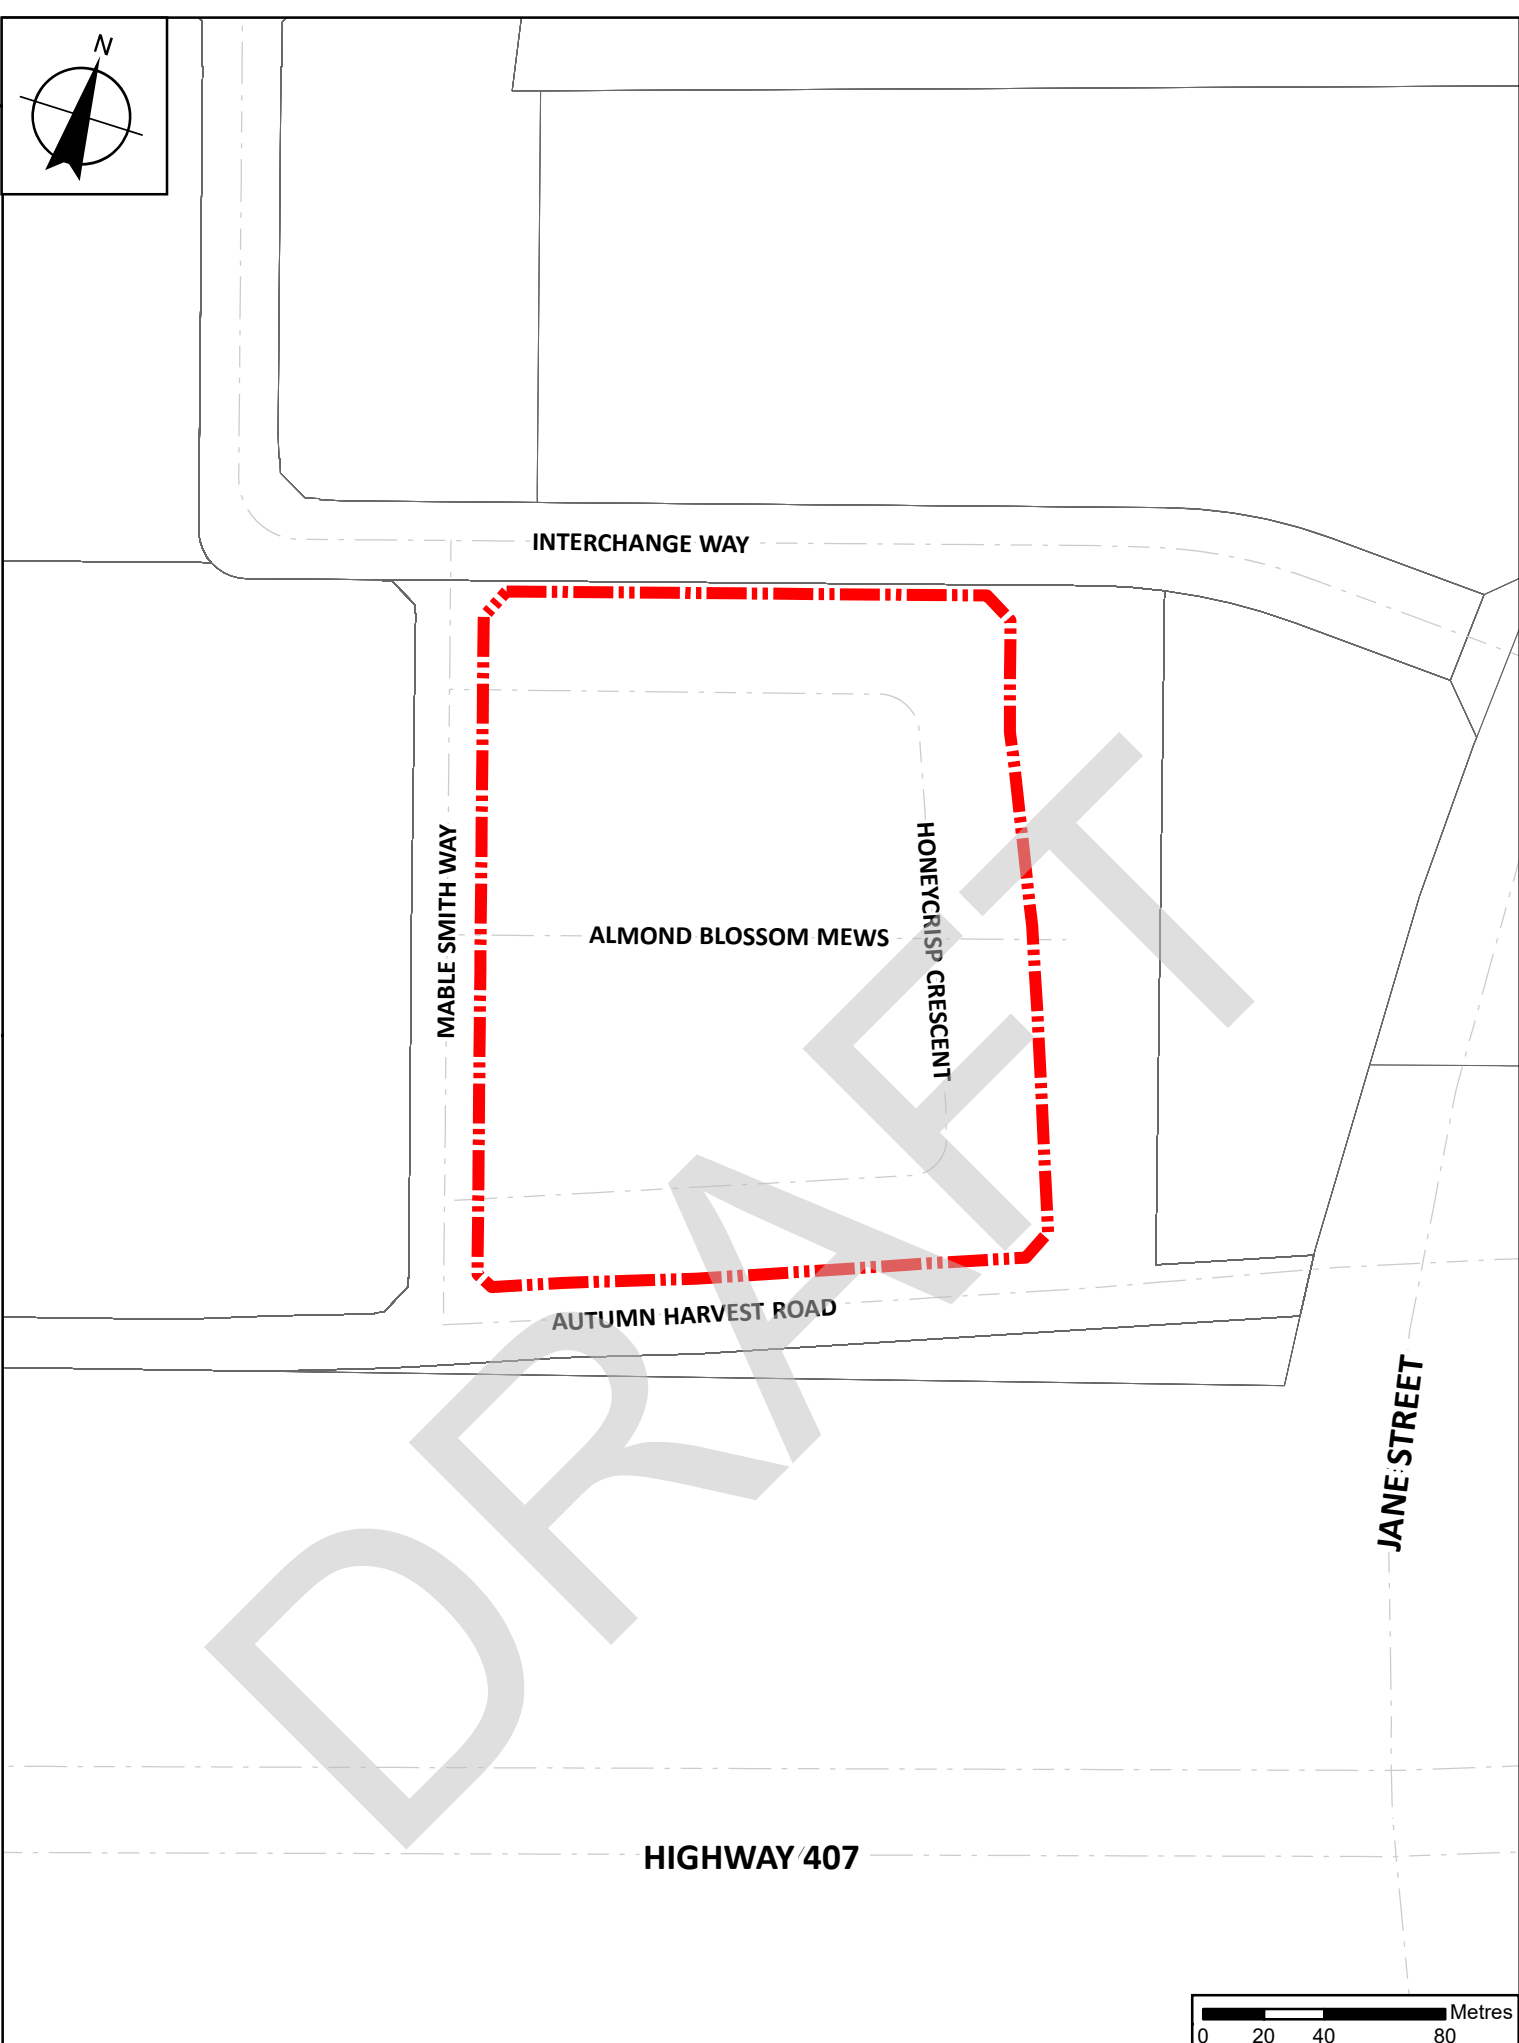 N
INTERCHANGE WAY
MABLE SMITH WAY
HONEYCRISP CRESCENT
ALMOND BLOSSOM MEWS
AUTUMN HARVEST ROAD
JANE STREET
DRAFT
HIGHWAY 407
Metres
0 20 40 80